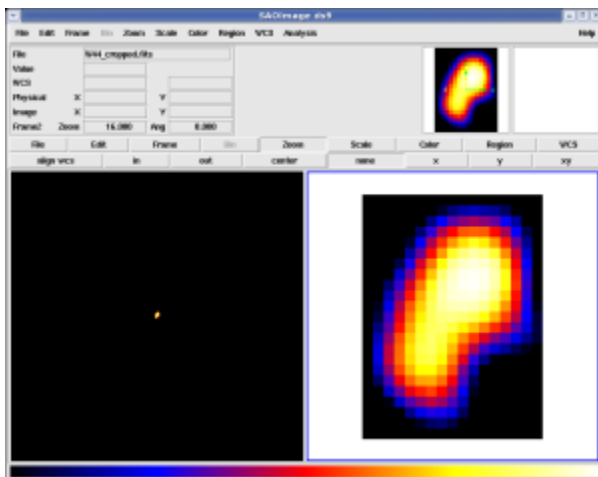 SAOImage ds9
File Edit Frame Bin Zoom Scale Color Region WCS Analysis Help
File W44_cropped.fits
Value
WCS
Physical X Y
Image X Y
Frame2 Zoom 16.000 Ang 0.000
File Edit Frame Bin Zoom Scale Color Region WCS
align wcs in out center none x y xy